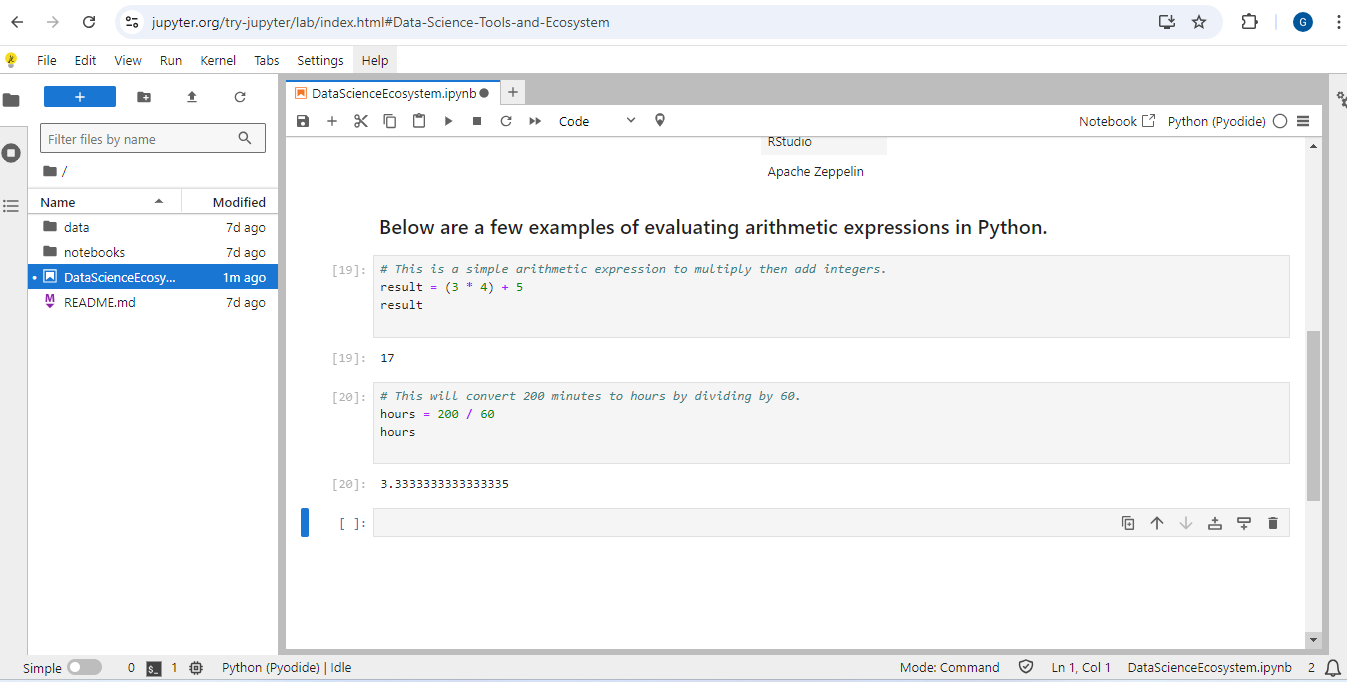 jupyter.org/try-jupyter/lab/index.html#Data-Science-Tools-and-Ecosystem
G
File Edit View Run Kernel Tabs Settings Help
+
DataScienceEcosystem.ipynb
+
Code
Notebook
Python (Pyodide)
Filter files by name
/
Name Modified
data 7d ago
notebooks 7d ago
DataScienceEcosy... 1m ago
M README.md 7d ago
RStudio
Apache Zeppelin
Below are a few examples of evaluating arithmetic expressions in Python.
[19]: # This is a simple arithmetic expression to multiply then add integers.
result = (3 * 4) + 5
result
[19]: 17
[20]: # This will convert 200 minutes to hours by dividing by 60.
hours = 200 / 60
hours
[20]: 3.3333333333333335
[ ]:
Simple 0 $_ 1 Python (Pyodide) | Idle Mode: Command Ln 1, Col 1 DataScienceEcosystem.ipynb 2